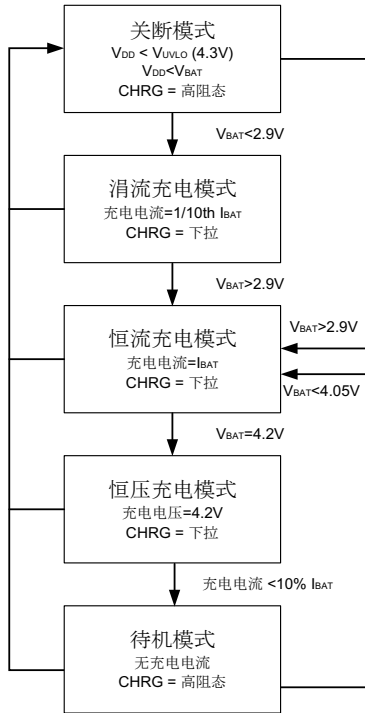 关断模式
VDD < VUVLO (4.3V)
VDD<VBAT
CHRG = 高阻态
VBAT<2.9V
涓流充电模式
充电电流=1/10th IBAT
CHRG = 下拉
VBAT>2.9V
恒流充电模式
充电电流=IBAT
CHRG = 下拉
VBAT>2.9V
VBAT<4.05V
VBAT=4.2V
恒压充电模式
充电电压=4.2V
CHRG = 下拉
充电电流 <10% IBAT
待机模式
无充电电流
CHRG = 高阻态